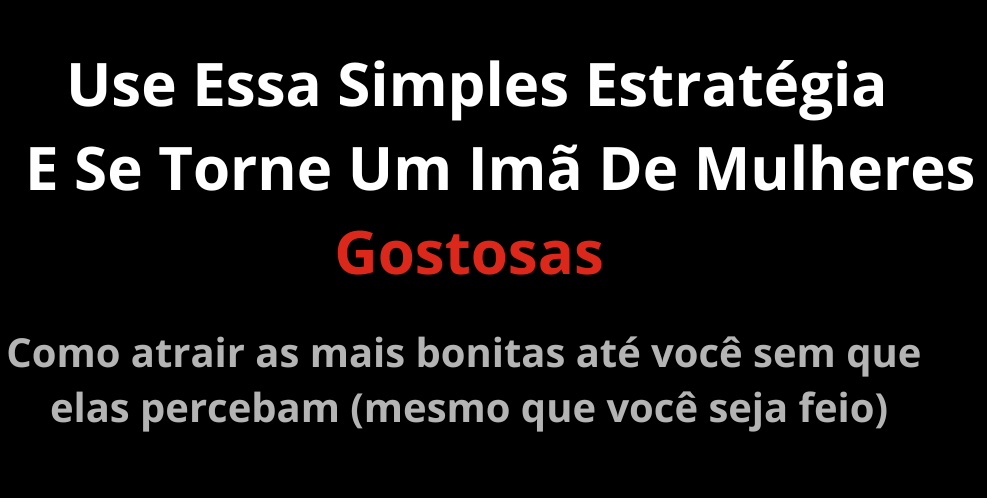 Use Essa Simples Estratégia
E Se Torne Um Imã De Mulheres
Gostosas
Como atrair as mais bonitas até você sem que
elas percebam (mesmo que você seja feio)